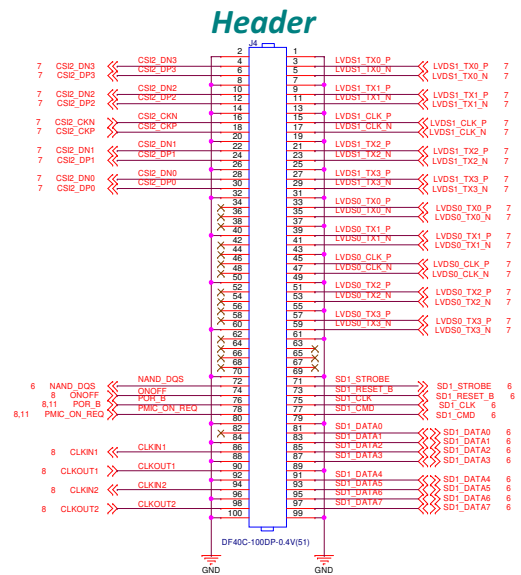 Header
J4
2 1
CSI2_DN3 4 3 LVDS1_TX0_P
7 CSI2_DN3 LVDS1_TX0_P 7
CSI2_DP3 6 5 LVDS1_TX0_N
7 CSI2_DP3 LVDS1_TX0_N 7
8 7
CSI2_DN2 10 9 LVDS1_TX1_P
7 CSI2_DN2 LVDS1_TX1_P 7
CSI2_DP2 12 11 LVDS1_TX1_N
7 CSI2_DP2 LVDS1_TX1_N 7
14 13
CSI2_CKN 16 15 LVDS1_CLK_P
7 CSI2_CKN LVDS1_CLK_P 7
CSI2_CKP 18 17 LVDS1_CLK_N
7 CSI2_CKP LVDS1_CLK_N 7
20 19
CSI2_DN1 22 21 LVDS1_TX2_P
7 CSI2_DN1 LVDS1_TX2_P 7
CSI2_DP1 24 23 LVDS1_TX2_N
7 CSI2_DP1 LVDS1_TX2_N 7
26 25
CSI2_DN0 28 27 LVDS1_TX3_P
7 CSI2_DN0 LVDS1_TX3_P 7
CSI2_DP0 30 29 LVDS1_TX3_N
7 CSI2_DP0 LVDS1_TX3_N 7
32 31
34 33 LVDS0_TX0_P
LVDS0_TX0_P 7
36 35 LVDS0_TX0_N
LVDS0_TX0_N 7
38 37
40 39 LVDS0_TX1_P
LVDS0_TX1_P 7
42 41 LVDS0_TX1_N
LVDS0_TX1_N 7
44 43
46 45 LVDS0_CLK_P
LVDS0_CLK_P 7
48 47 LVDS0_CLK_N
LVDS0_CLK_N 7
50 49
52 51 LVDS0_TX2_P
LVDS0_TX2_P 7
54 53 LVDS0_TX2_N
LVDS0_TX2_N 7
56 55
58 57 LVDS0_TX3_P
LVDS0_TX3_P 7
60 59 LVDS0_TX3_N
LVDS0_TX3_N 7
62 61
64 63
66 65
68 67
70 69
NAND_DQS 72 71 SD1_STROBE
6 NAND_DQS SD1_STROBE 6
ONOFF 74 73 SD1_RESET_B
8 ONOFF SD1_RESET_B 6
POR_B 76 75 SD1_CLK
8,11 POR_B SD1_CLK 6
PMIC_ON_REQ 78 77 SD1_CMD
8,11 PMIC_ON_REQ SD1_CMD 6
80 79
82 81 SD1_DATA0
SD1_DATA0 6
84 83 SD1_DATA1
SD1_DATA1 6
CLKIN1 86 85 SD1_DATA2
8 CLKIN1 SD1_DATA2 6
88 87 SD1_DATA3
SD1_DATA3 6
CLKOUT1 90 89
8 CLKOUT1
92 91 SD1_DATA4
SD1_DATA4 6
CLKIN2 94 93 SD1_DATA5
8 CLKIN2 SD1_DATA5 6
96 95 SD1_DATA6
SD1_DATA6 6
CLKOUT2 98 97 SD1_DATA7
8 CLKOUT2 SD1_DATA7 6
100 99
DF40C-100DP-0.4V(51)
GND GND